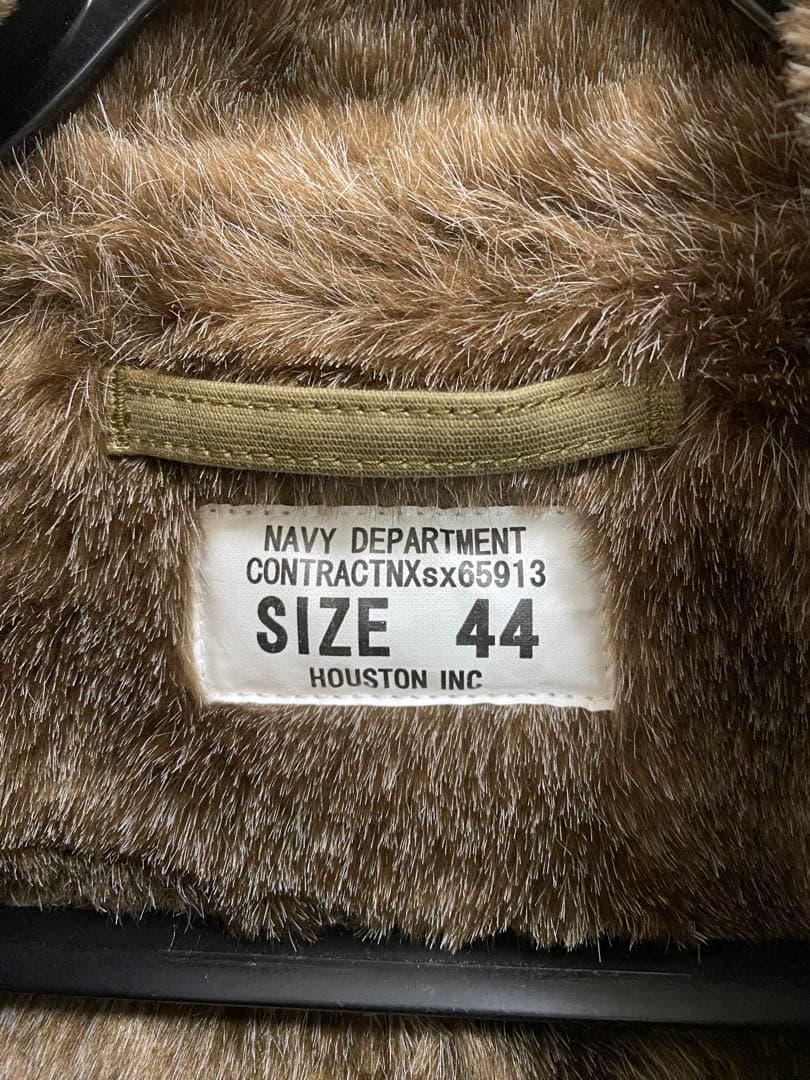 NAVY DEPARTMENT
CONTRACTNXsx65913
SIZE 44
HOUSTON INC